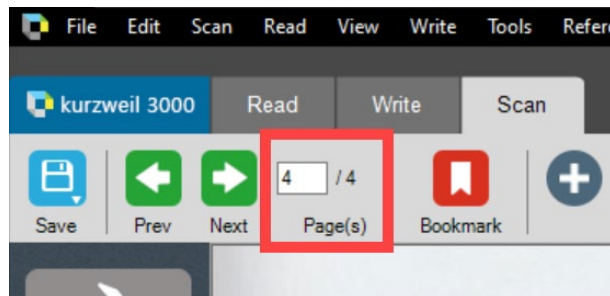 File Edit Scan Read View Write Tools
kurzweil 3000 Read Write Scan
4 / 4
Save Prev Next Page(s) Bookmark